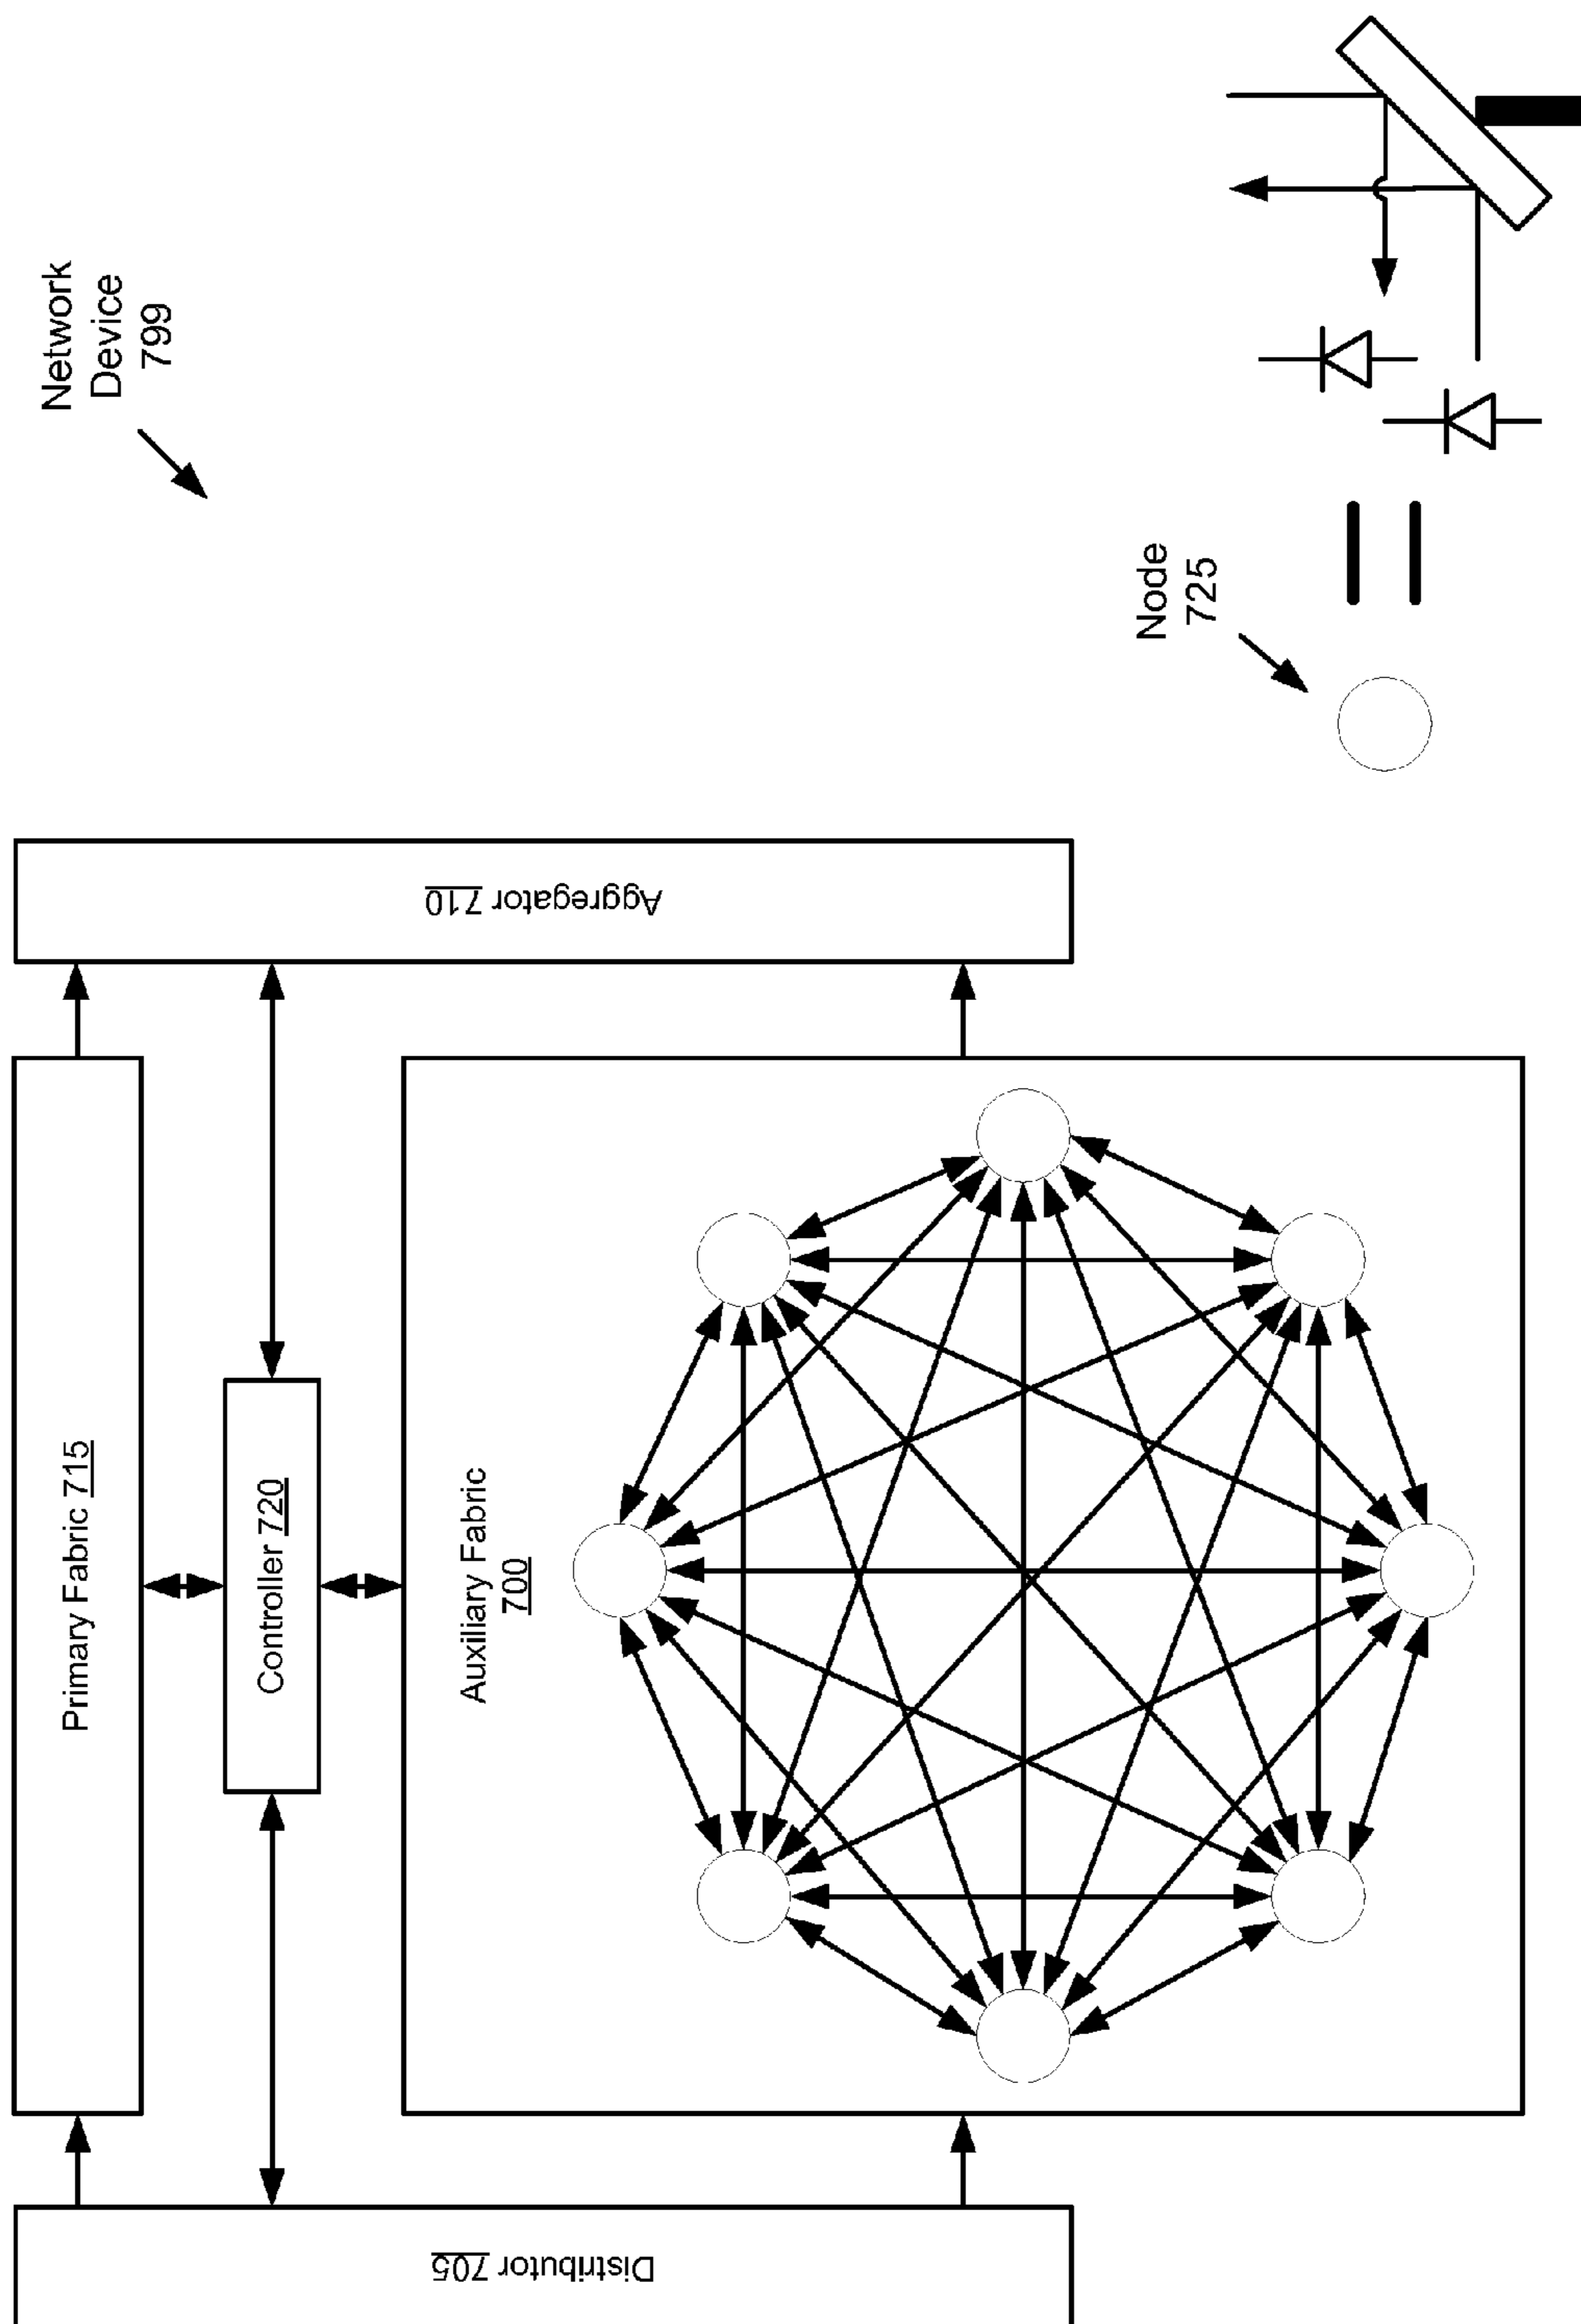 Network
Device
799
Primary Fabric 715
Controller 720
Aggregator 710
Distributor 705
Auxiliary Fabric
700
Node
725